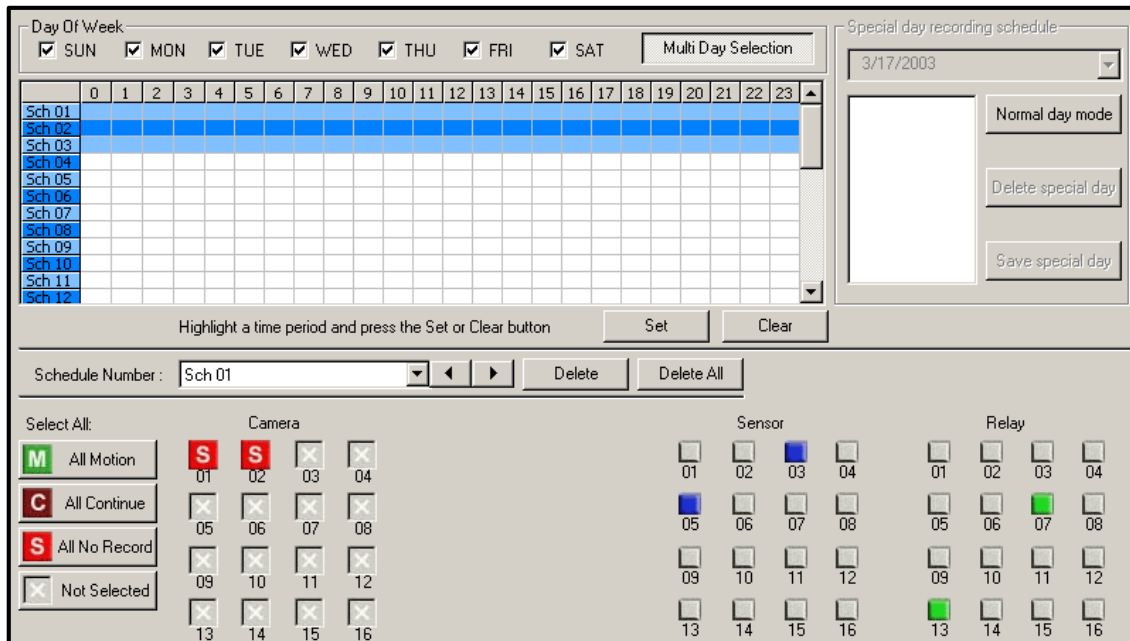 Day Of Week
SUN MON TUE WED THU FRI SAT Multi Day Selection
0 1 2 3 4 5 6 7 8 9 10 11 12 13 14 15 16 17 18 19 20 21 22 23
Sch 01
Sch 02
Sch 03
Sch 04
Sch 05
Sch 06
Sch 07
Sch 08
Sch 09
Sch 10
Sch 11
Sch 12
Special day recording schedule
3/17/2003
Normal day mode
Delete special day
Save special day
Highlight a time period and press the Set or Clear button Set Clear
Schedule Number : Sch 01 Delete Delete All
Select All:
M All Motion
C All Continue
S All No Record
Not Selected
Camera
S S
01 02 03 04
05 06 07 08
09 10 11 12
13 14 15 16
Sensor
01 02 03 04
05 06 07 08
09 10 11 12
13 14 15 16
Relay
01 02 03 04
05 06 07 08
09 10 11 12
13 14 15 16